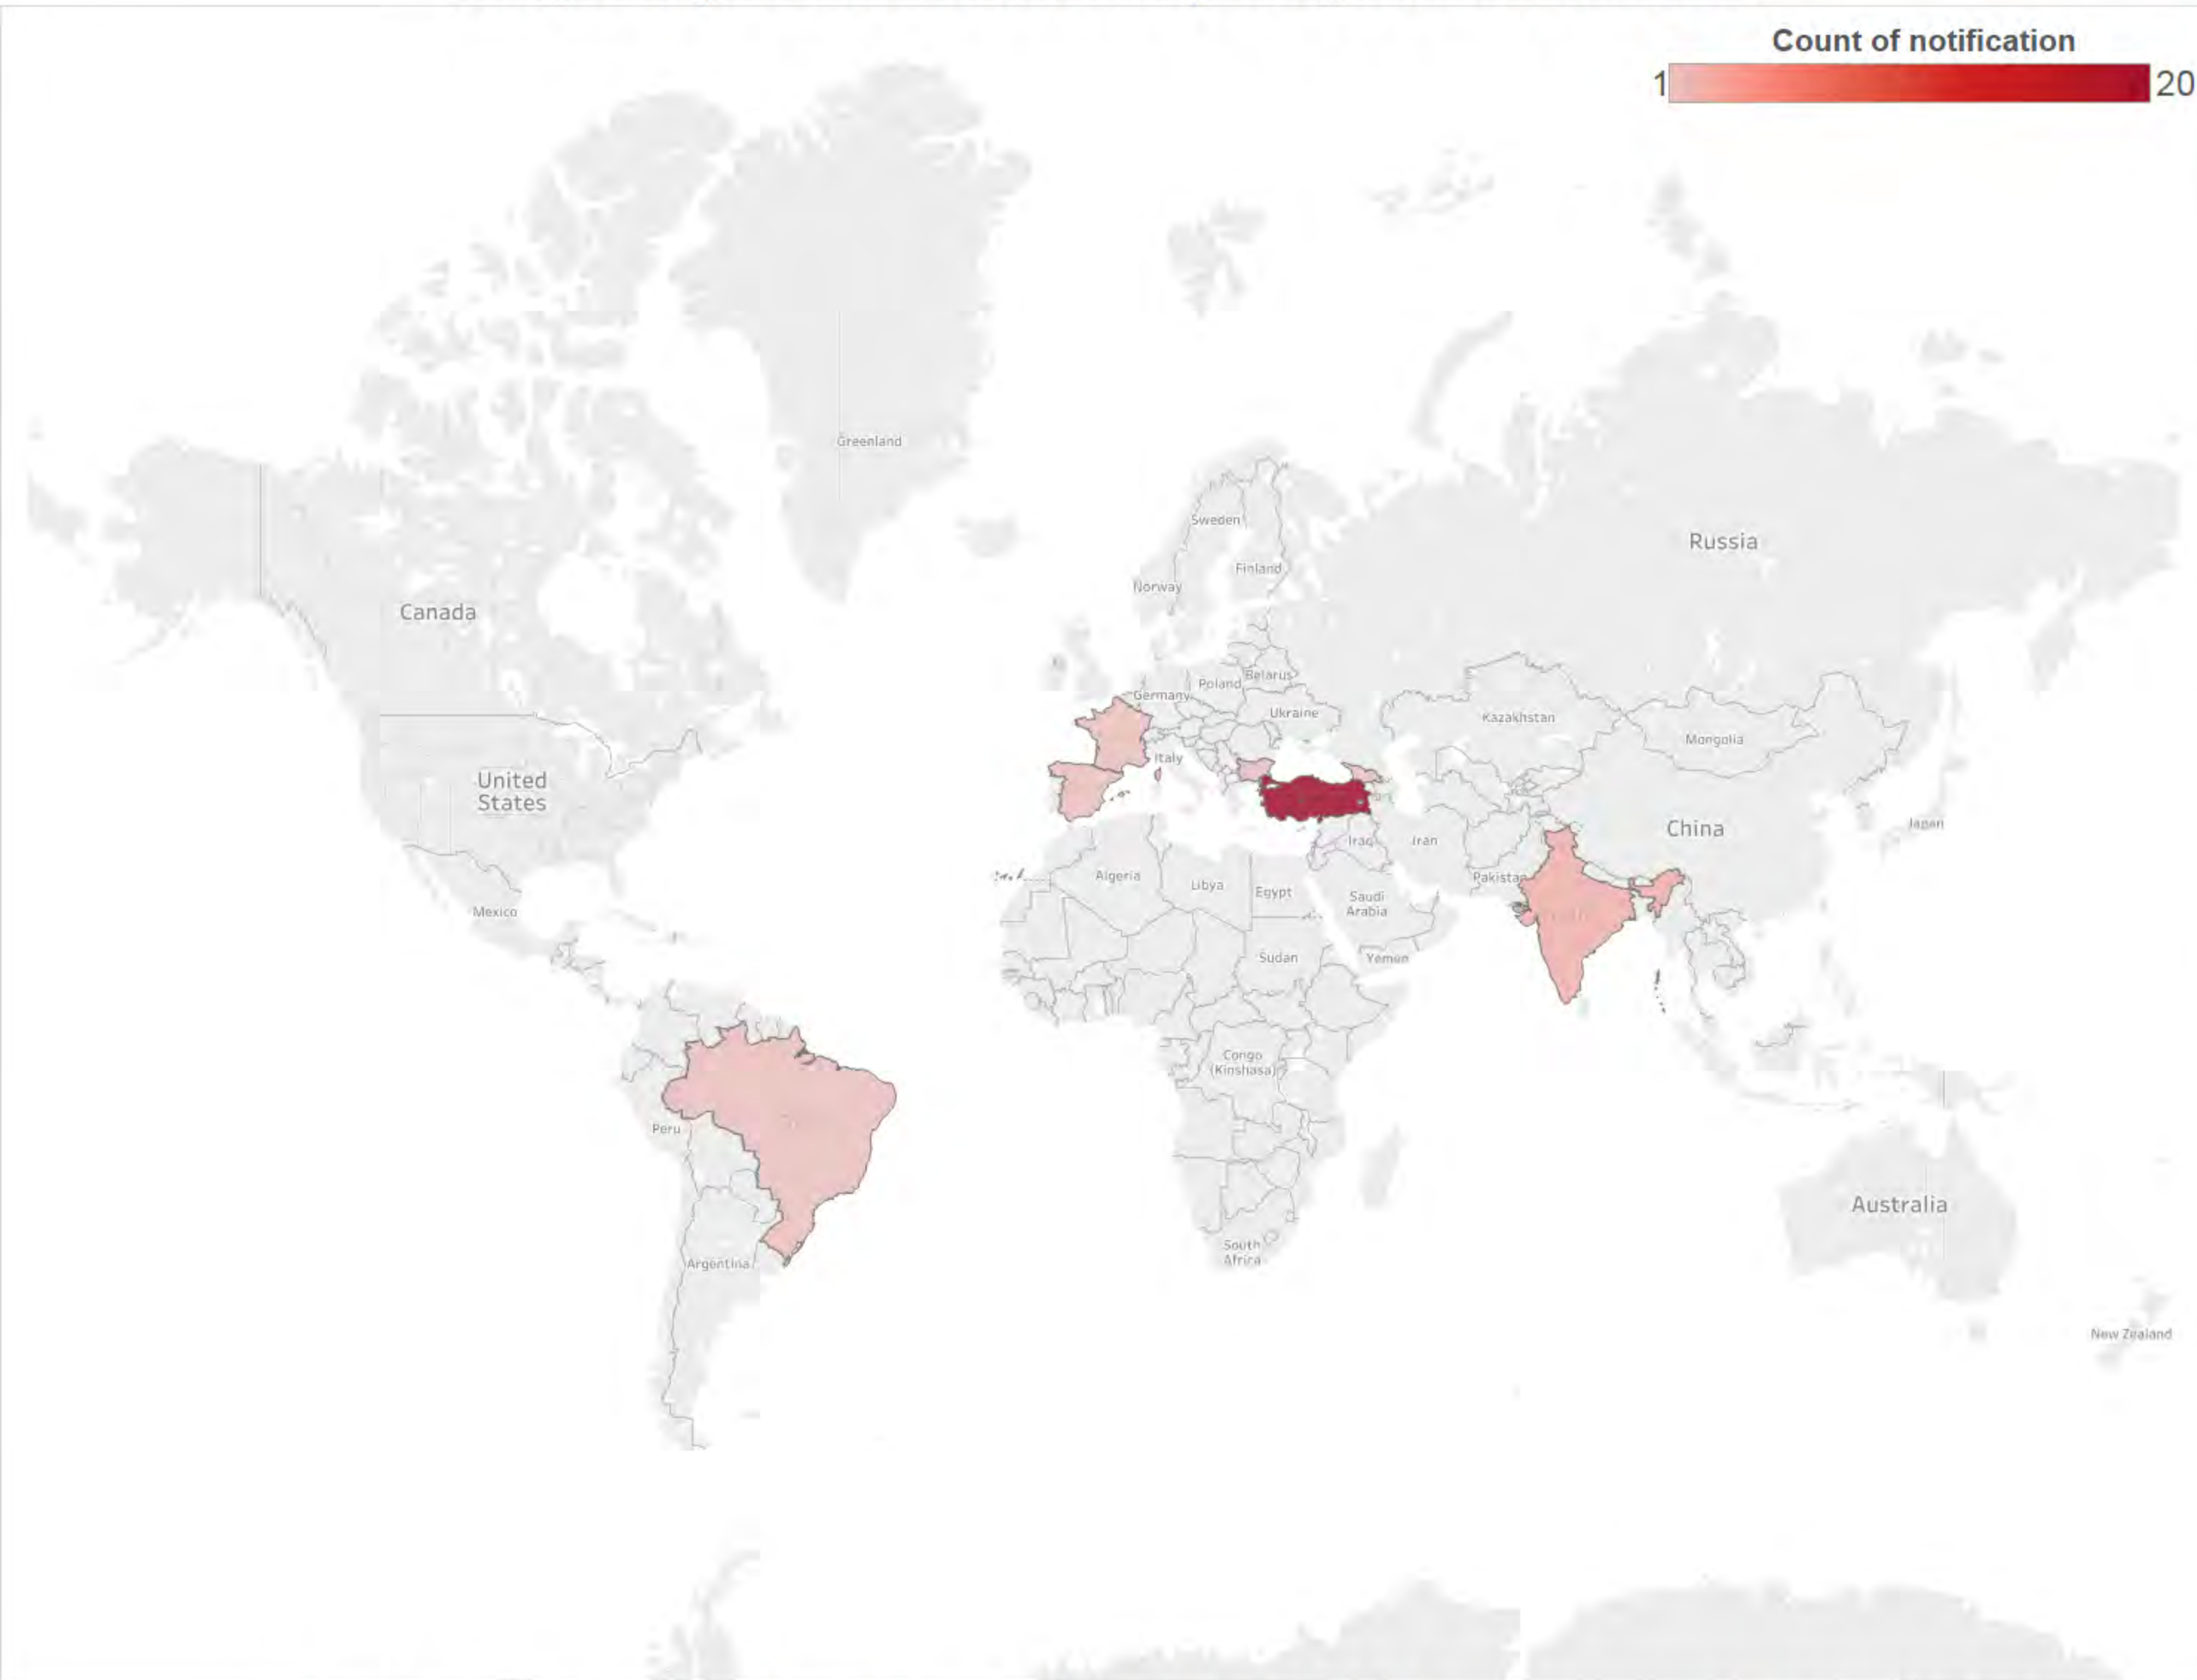 Count of notification
1
20
Greenland
Sweden
Russia
Finland
Norway
Canada
Belarus
Poland
Germany
Ukraine
Kazakhstan
Mongolia
Italy
United
States
Japan
China
Iraq
Iran
Algeria
Pakistan
Libya
Egypt
Saudi
Arabia
Mexico
Sudan
Yemen
Congo
(Kinshasa)
Peru
Australia
South
Africa
Argentina
New Zealand